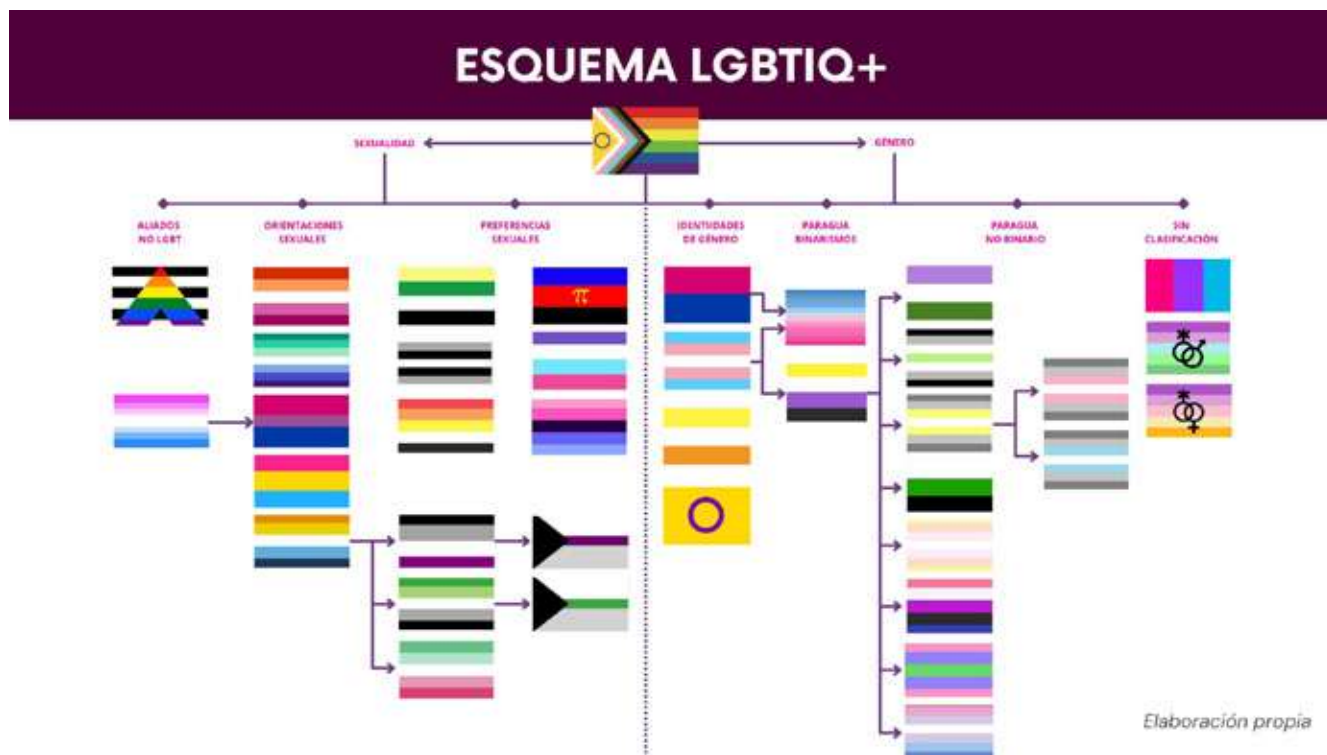 ESQUEMA LGBTIQ+
SEXUALIDAD
GÉNERO
ALIADOS
NO LGBT
ORIENTACIONES
SEXUALES
PREFERENCIAS
SEXUALES
IDENTIDADES
DE GÉNERO
PARAGUA
BINARISMOS
PARAGUA
NO BINARIO
SIN
CLASIFICACIÓN
π
Elaboración propia